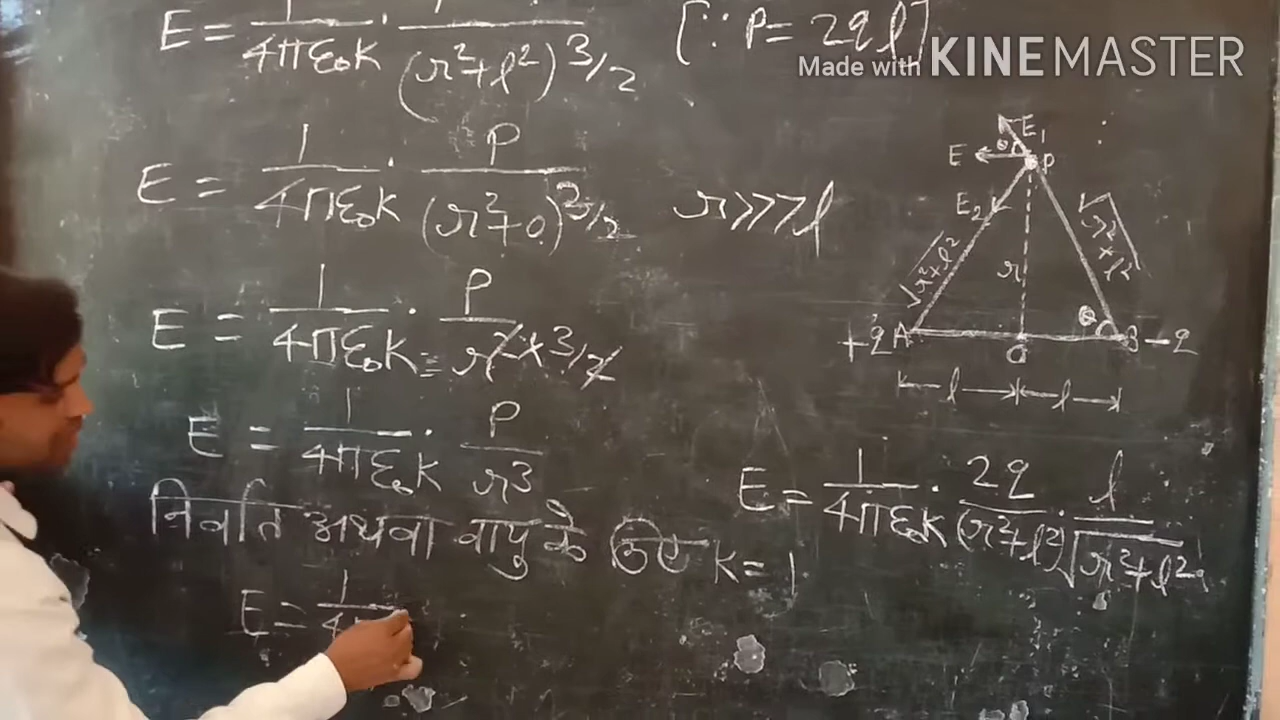 E = 1/4πε₀K · P/(r²+l²)^3/2 [∵ P = 2ql]
Made with KINEMASTER
E = 1/4πε₀K · P/(r²+0)^3/2 r>>>l
E = 1/4πε₀K · P/r^2×3/2
E = 1/4πε₀K · P/r³
निर्वात अथवा वायु के लिए K = 1
E = 1/4π
E₁
θ
E
P
E₂
r
√r²+l²
√r²+l²
+q A
O
θ
B -q
l l
E = 1/4πε₀K · 2q/(r²+l²) · l/√r²+l²